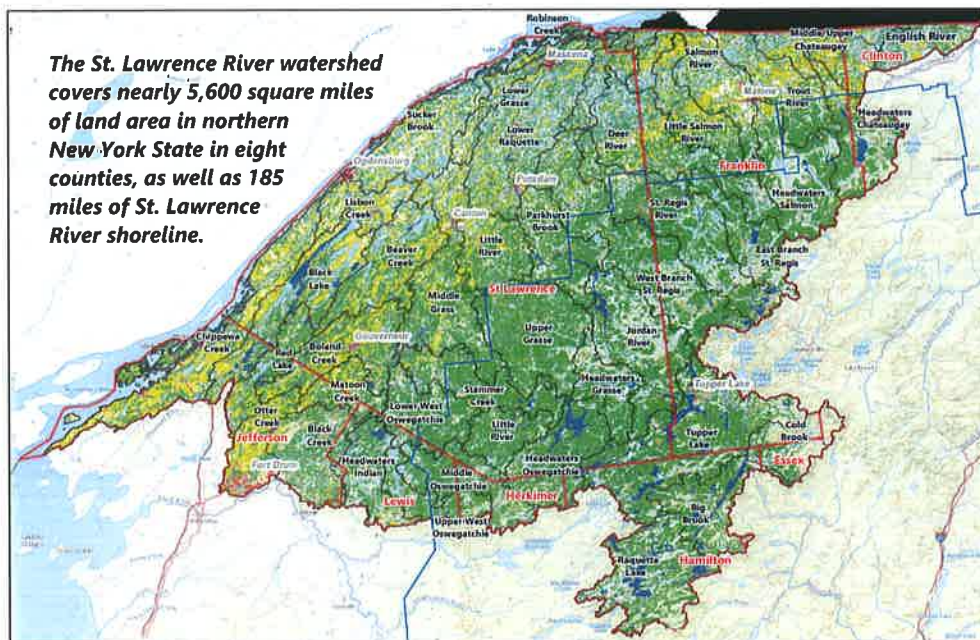 The St. Lawrence River watershed
covers nearly 5,600 square miles
of land area in northern
New York State in eight
counties, as well as 185
miles of St. Lawrence
River shoreline.
Robinson
Creek
Massena
Salmon
River
Middle/Upper
Chateaugey
English River
Clinton
Lower
Grasse
Malone
Trout
River
Sucker
Brook
Lower
Raquette
Deer
River
Little Salmon
River
Headwaters
Chateaugey
Ogdensburg
Potsdam
Franklin
Lisbon
Creek
Canton
Parkhurst
Brook
St. Regis
River
Headwaters
Salmon
Beaver
Creek
Little
River
East Branch
St. Regis
Black
Lake
St Lawrence
West Branch
St. Regis
Middle
Grass
Chippewa
Creek
Gouverneur
Upper
Grasse
Jordan
River
Red
Lake
Boland
Creek
Matoon
Creek
Stammer
Creek
Headwaters
Grasse
Tupper Lake
Otter
Creek
Lower West
Oswegatchie
Little
River
Tupper
Lake
Cold
Brook
Jefferson
Black
Creek
Fort Drum
Headwaters
Indian
Middle
Oswegatchie
Headwaters
Oswegatchie
Essex
Lewis
Herkimer
Upper-West
Oswegatchie
Big
Brook
Raquette
Lake
Hamilton